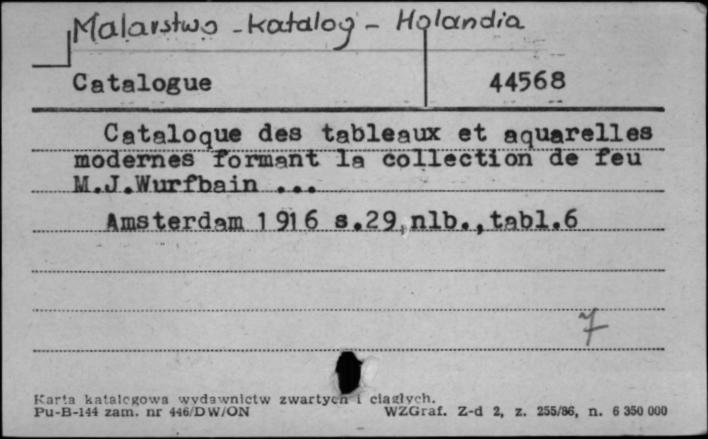 Malarstwo - katalog - Holandia
Catalogue 44568
Cataloque des tableaux et aquarelles
modernes formant la collection de feu
M.J.Wurfbain ...
Amsterdam 1916 s.29,nlb.,tabl.6
7
Karta katalogowa wydawnictw zwartych i ciągłych.
Pu-B-144 zam. nr 446/DW/ON WZGraf. Z-d 2, z. 255/86, n. 6 350 000